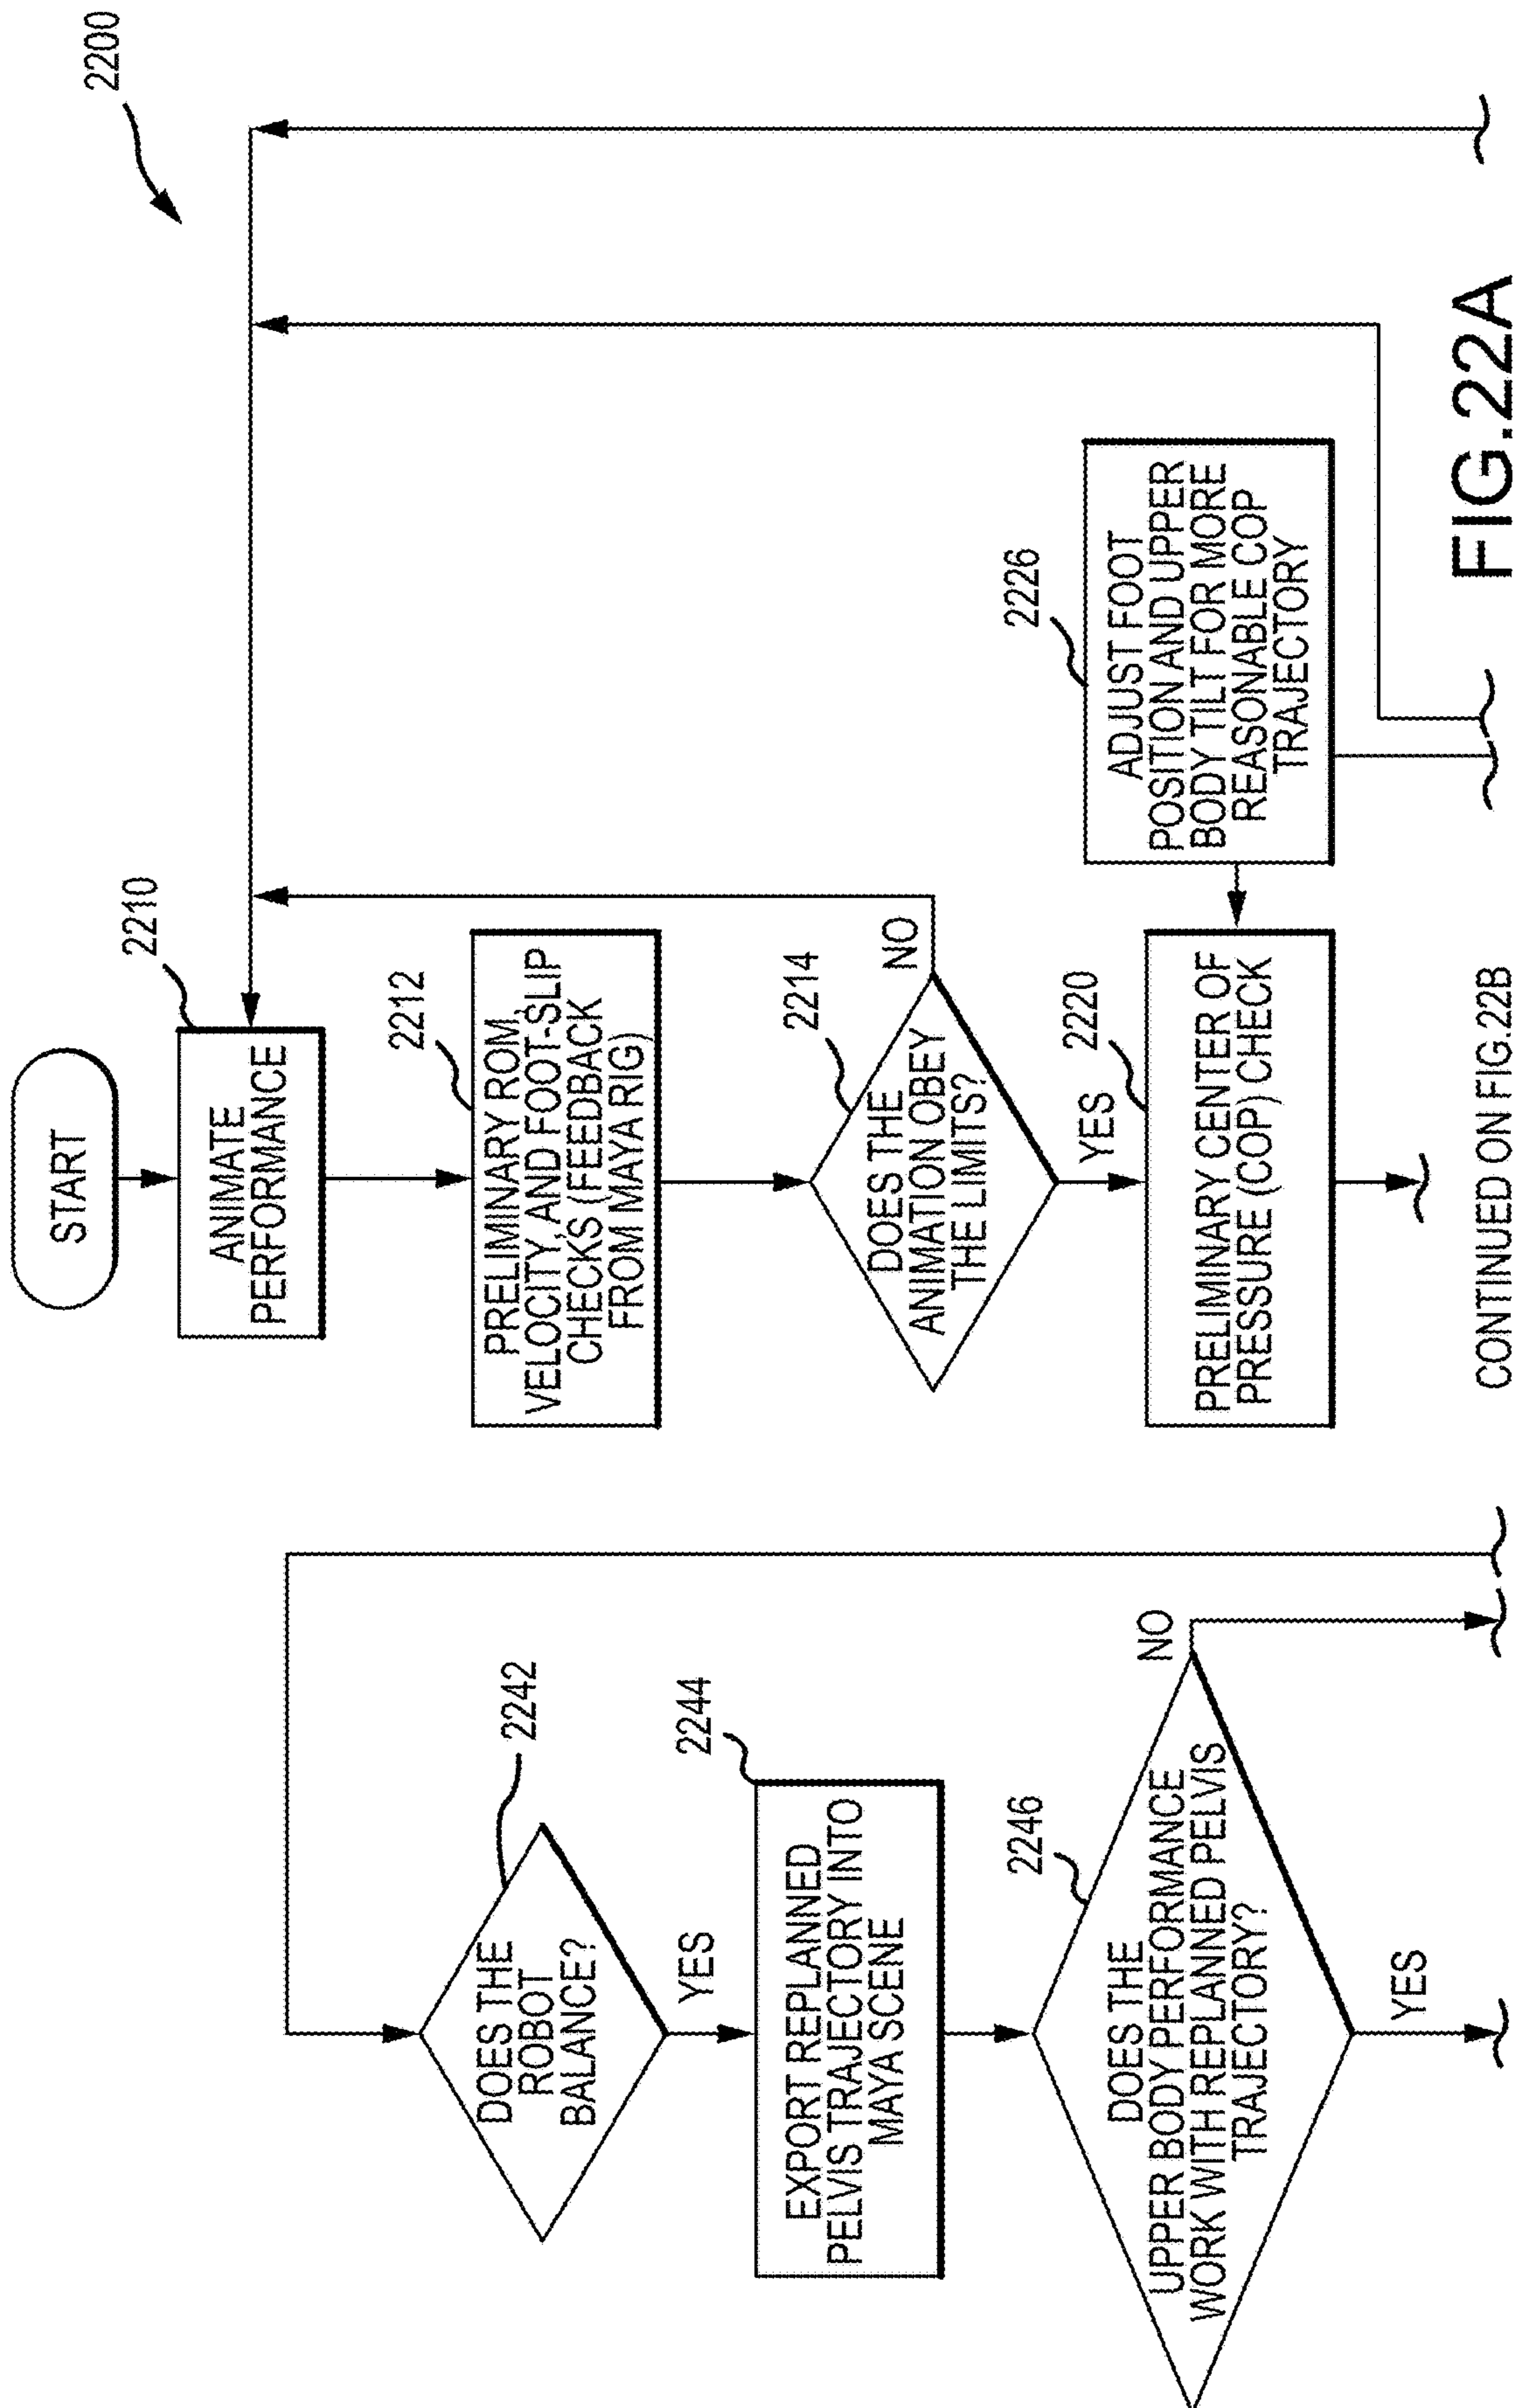 2200
START
2210
ANIMATE
PERFORMANCE
2212
PRELIMINARY ROM,
VELOCITY, AND FOOT-SLIP
CHECKS (FEEDBACK
FROM MAYA RIG)
2214
DOES THE
ANIMATION OBEY
THE LIMITS?
NO
YES
2220
PRELIMINARY CENTER OF
PRESSURE (COP) CHECK
2226
ADJUST FOOT
POSITION AND UPPER
BODY TILT FOR MORE
REASONABLE COP
TRAJECTORY
2242
DOES THE
ROBOT
BALANCE?
YES
2244
EXPORT REPLANNED
PELVIS TRAJECTORY INTO
MAYA SCENE
2246
DOES THE
UPPER BODY PERFORMANCE
WORK WITH REPLANNED PELVIS
TRAJECTORY?
NO
YES
CONTINUED ON FIG.22B
FIG.22A